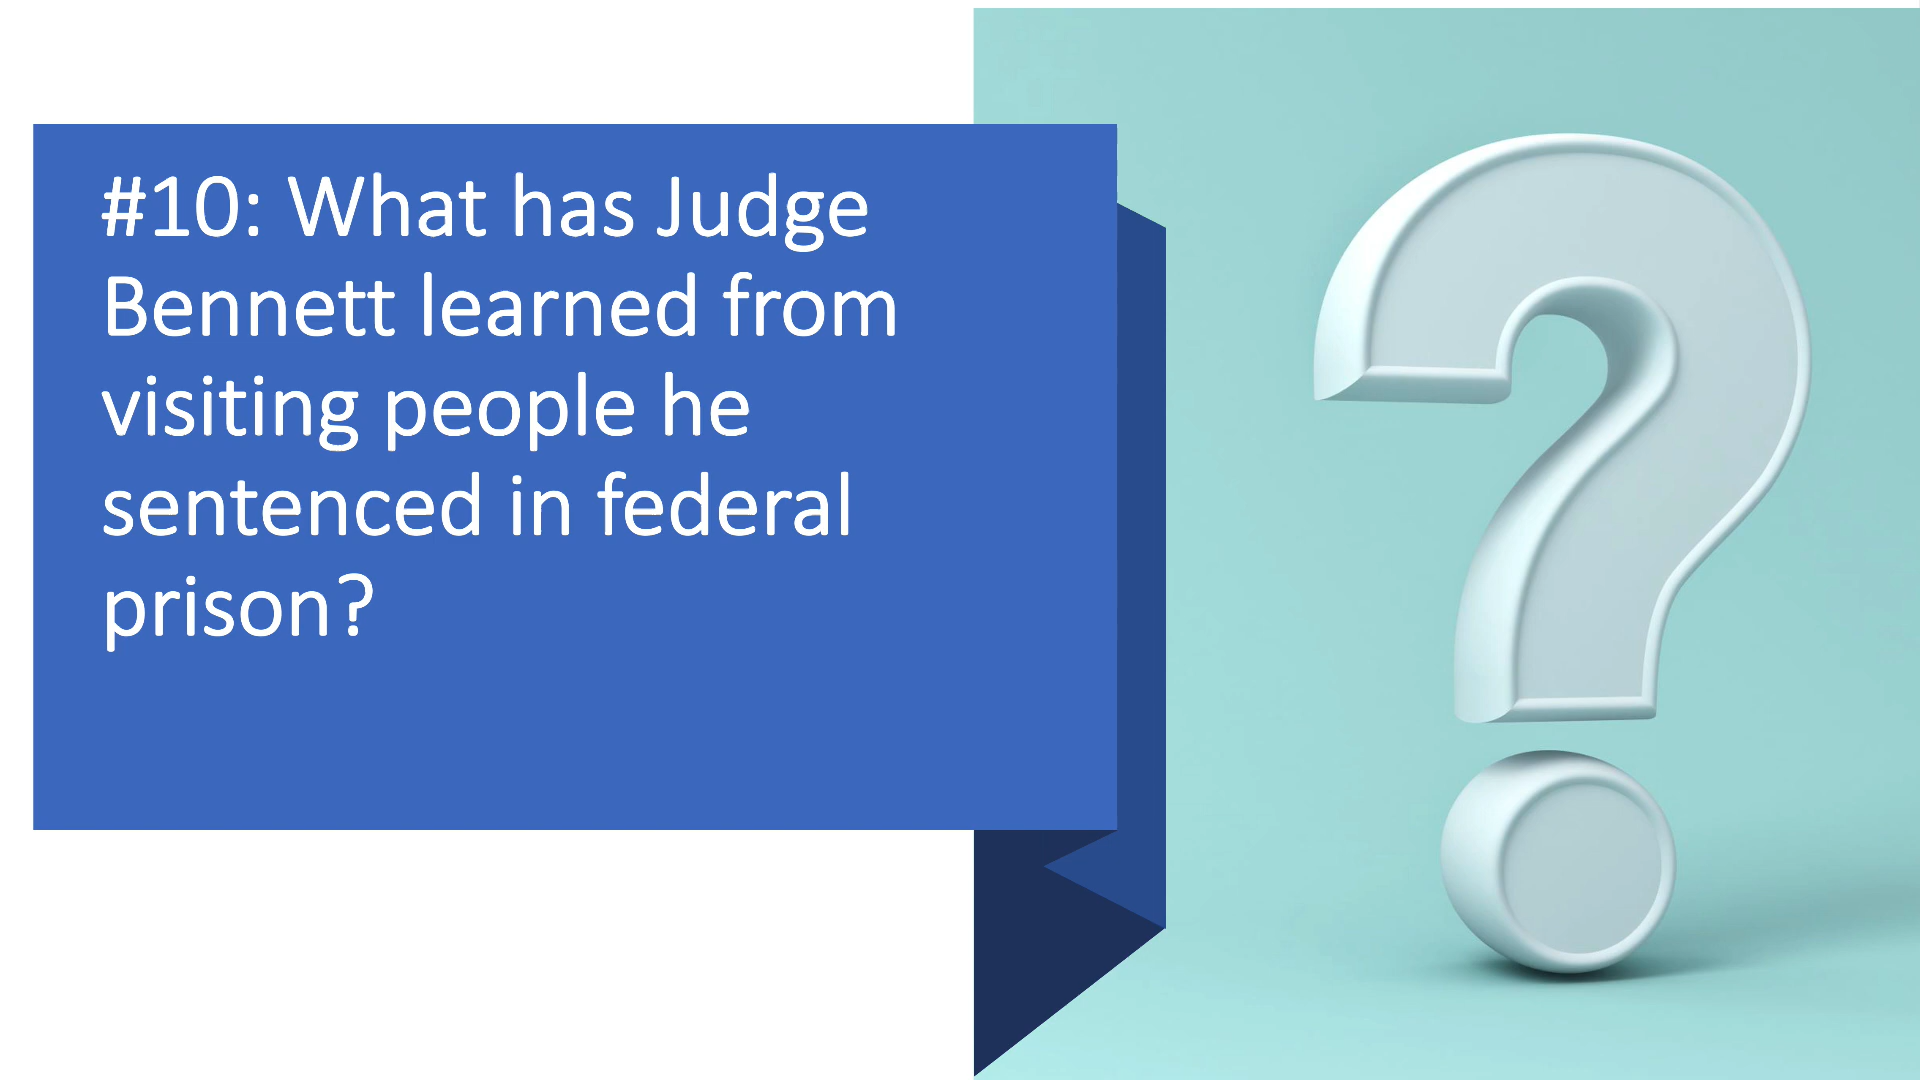 #10: What has Judge
Bennett learned from
visiting people he
sentenced in federal
prison?